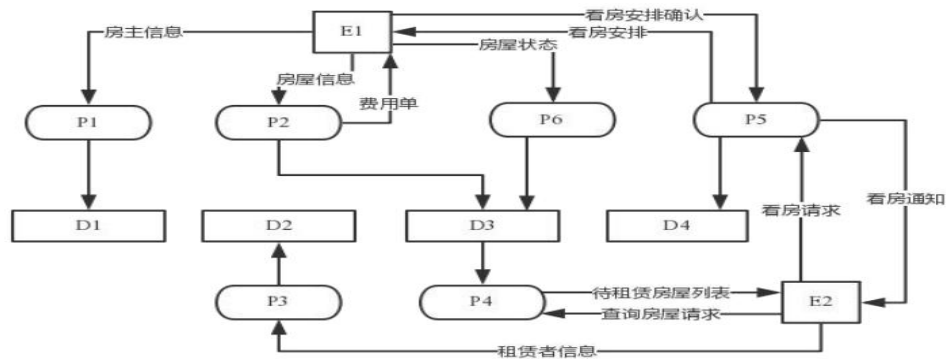 看房安排确认
E1
房主信息
看房安排
房屋状态
房屋信息
费用单
P1
P2
P6
P5
看房请求
看房通知
D1
D2
D3
D4
P3
P4
待租赁房屋列表
E2
查询房屋请求
租赁者信息